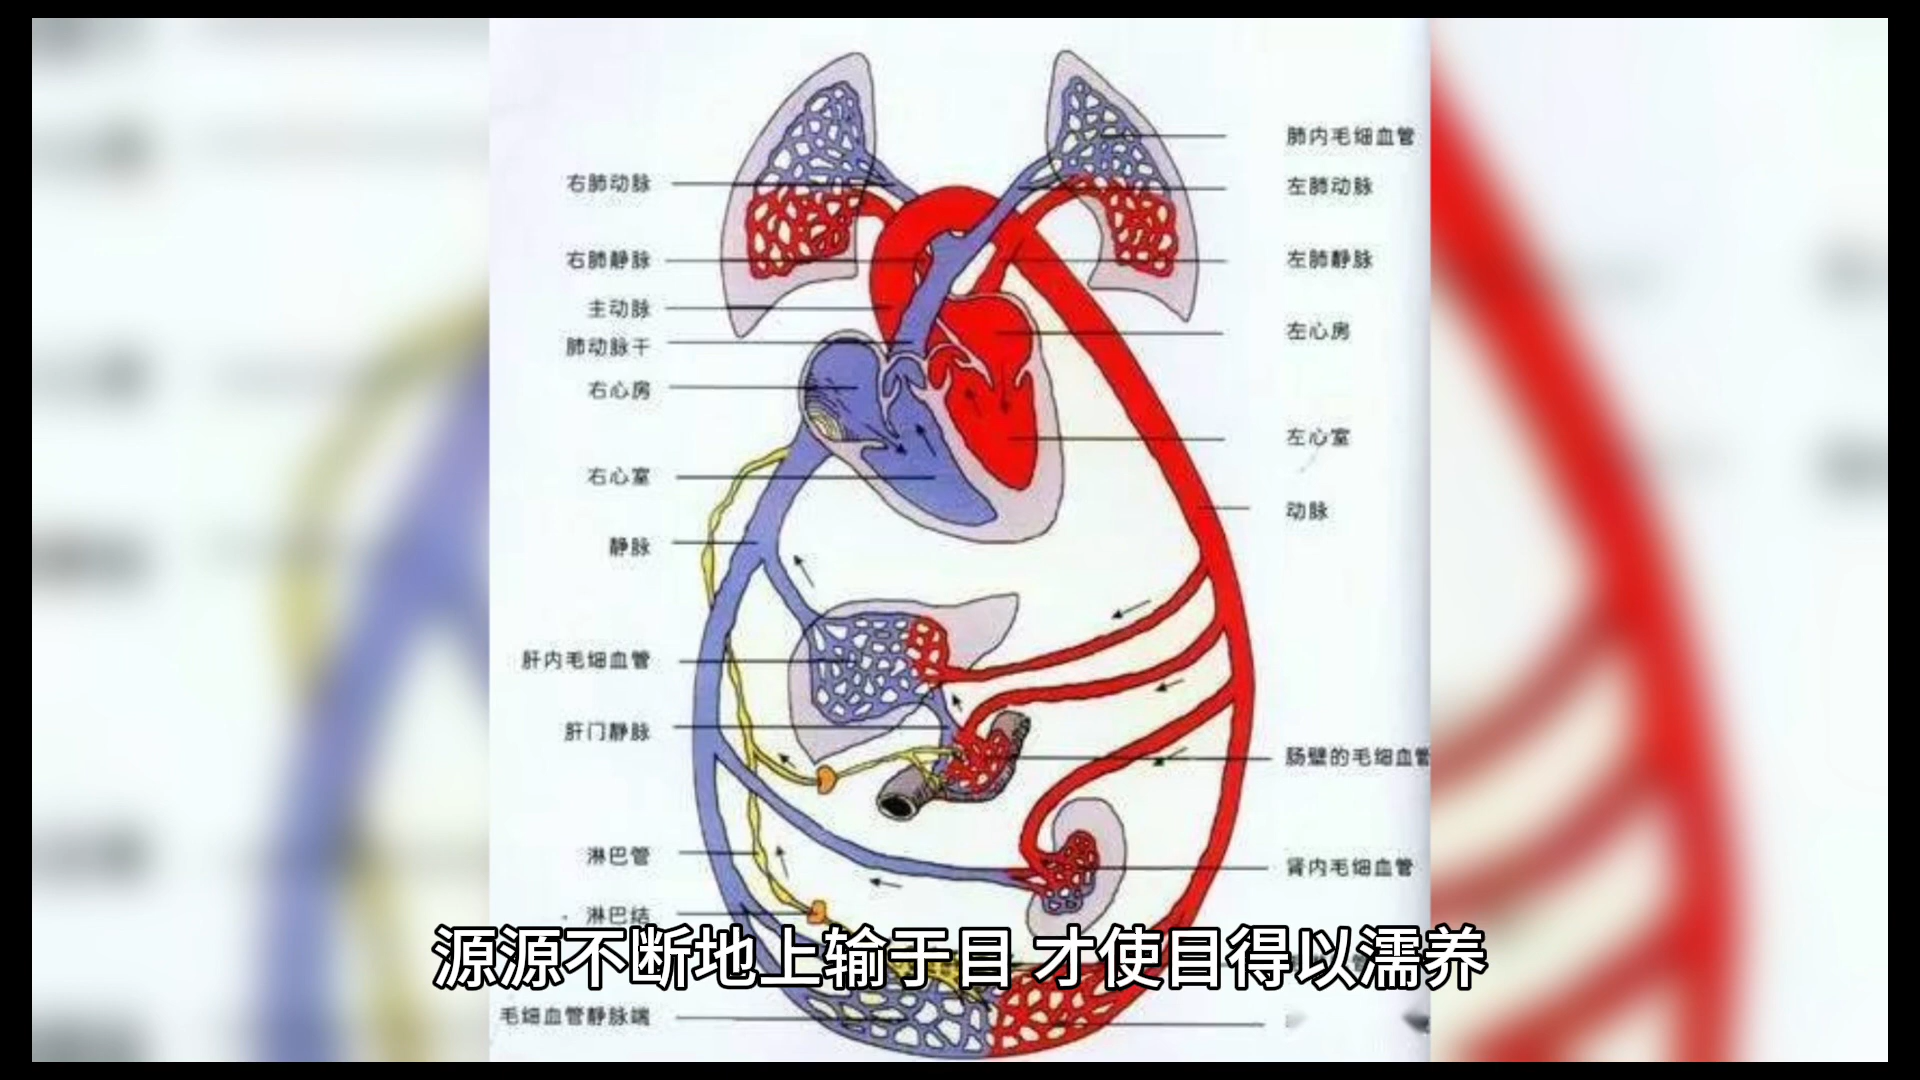 肺内毛细血管
右肺动脉
左肺动脉
右肺静脉
左肺静脉
主动脉
左心房
肺动脉干
右心房
左心室
右心室
动脉
静脉
肝内毛细血管
肝门静脉
肠壁的毛细血管
淋巴管
肾内毛细血管
淋巴结
源源不断地上输于目 才使目得以濡养
毛细血管静脉端